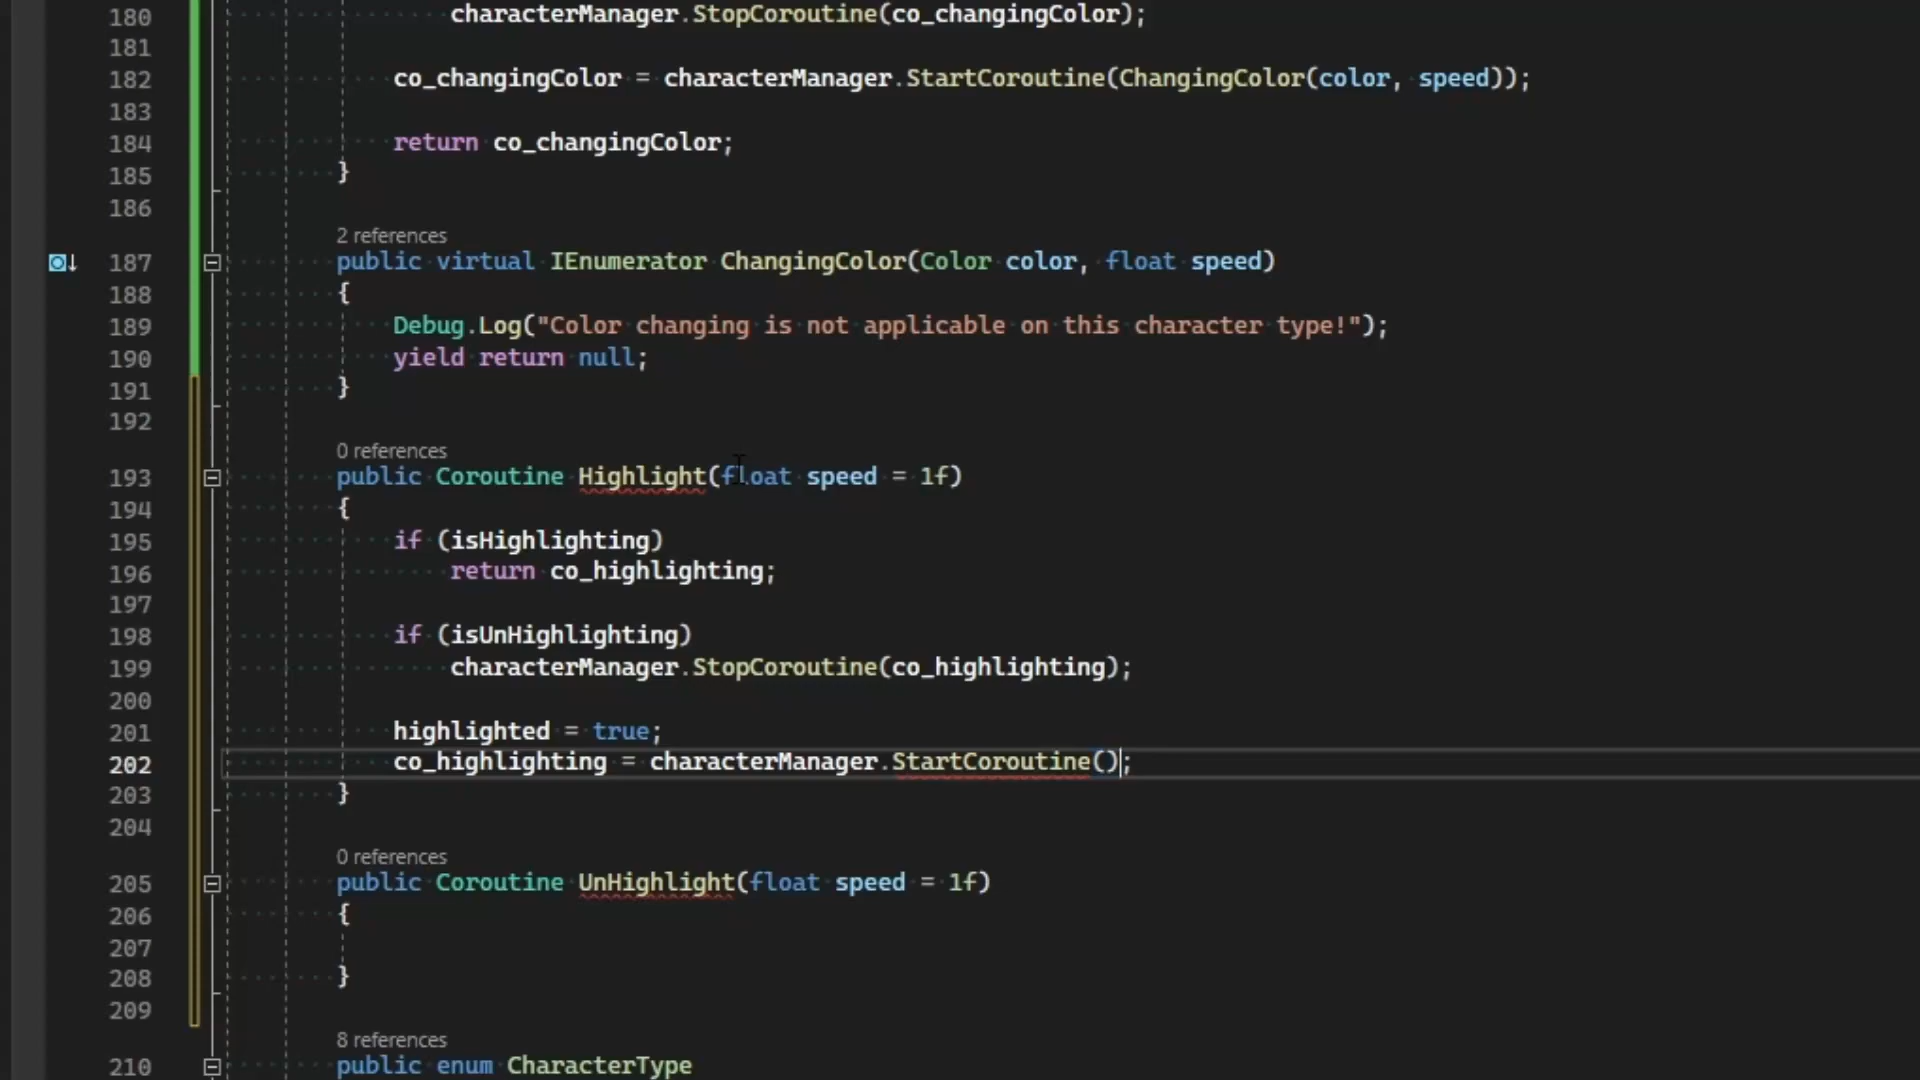 180 characterManager.StopCoroutine(co_changingColor);
181
182 co_changingColor = characterManager.StartCoroutine(ChangingColor(color, speed));
183
184 return co_changingColor;
185 }
186
2 references
187 public virtual IEnumerator ChangingColor(Color color, float speed)
188 {
189 Debug.Log("Color changing is not applicable on this character type!");
190 yield return null;
191 }
192
0 references
193 public Coroutine Highlight(float speed = 1f)
194 {
195 if (isHighlighting)
196 return co_highlighting;
197
198 if (isUnHighlighting)
199 characterManager.StopCoroutine(co_highlighting);
200
201 highlighted = true;
202 co_highlighting = characterManager.StartCoroutine();
203 }
204
0 references
205 public Coroutine UnHighlight(float speed = 1f)
206 {
207
208 }
209
8 references
210 public enum CharacterType